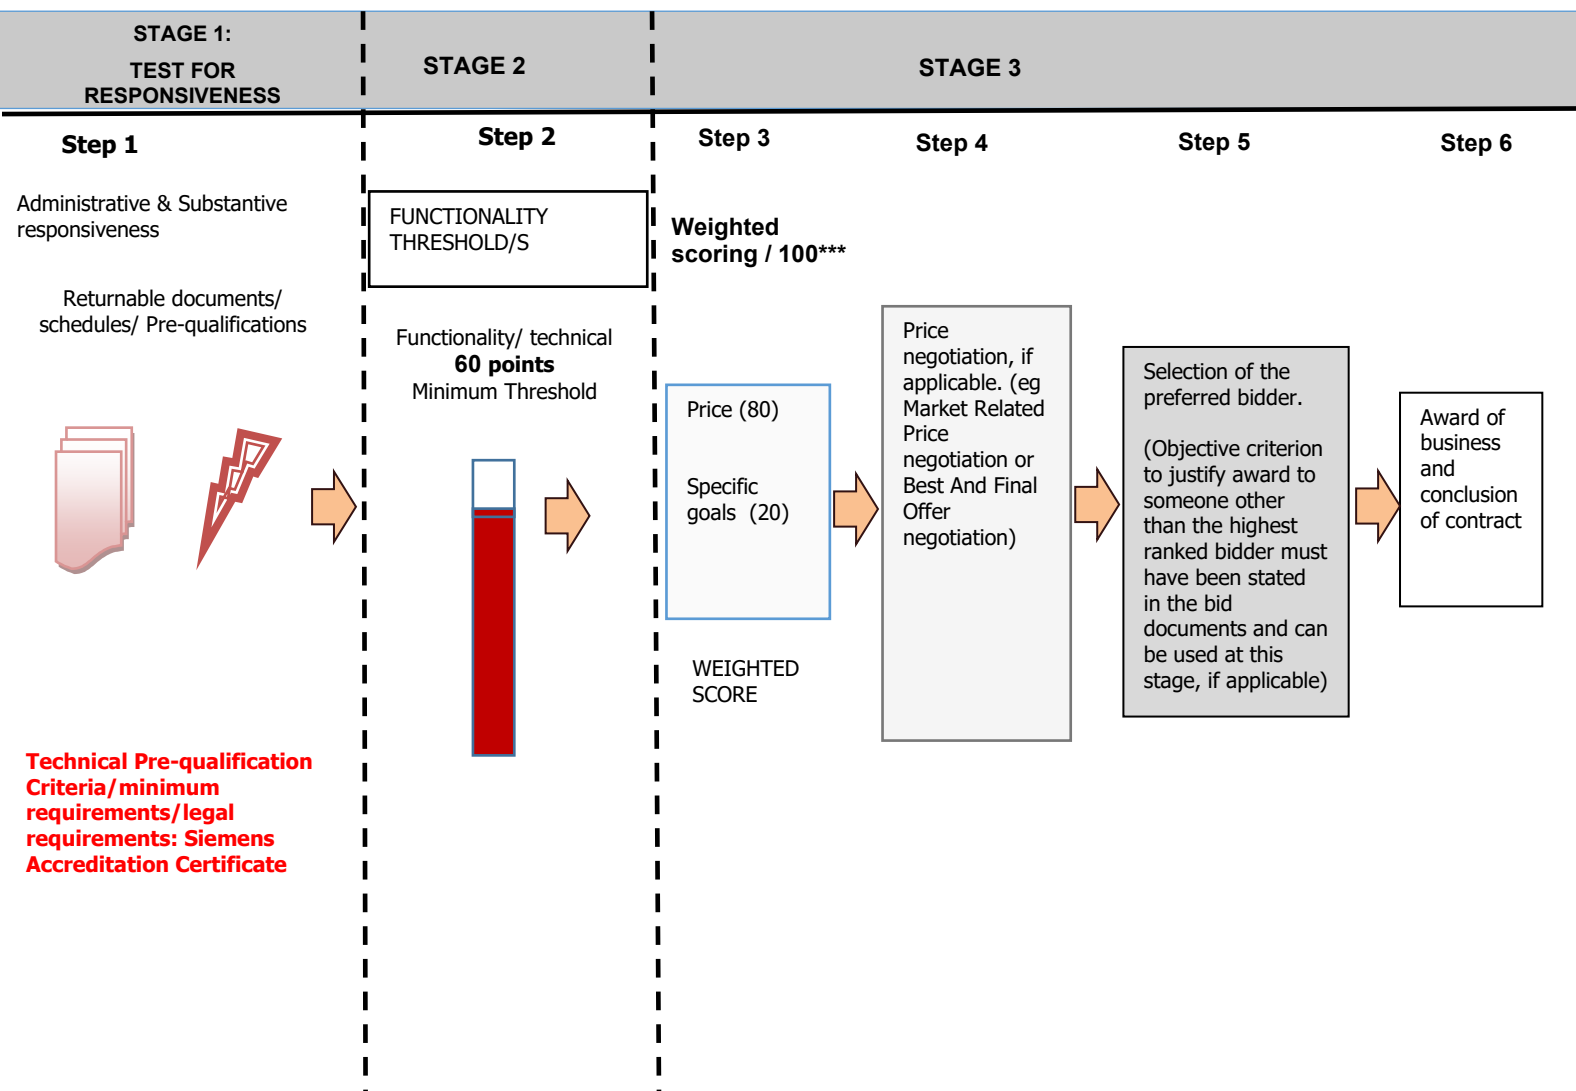 STAGE 1:
TEST FOR
RESPONSIVENESS
STAGE 2
STAGE 3
Step 1
Step 2
Step 3
Step 4
Step 5
Step 6
Administrative & Substantive
responsiveness
Returnable documents/
schedules/ Pre-qualifications
Technical Pre-qualification
Criteria/minimum
requirements/legal
requirements: Siemens
Accreditation Certificate
FUNCTIONALITY
THRESHOLD/S
Functionality/ technical
60 points
Minimum Threshold
Weighted
scoring / 100***
Price (80)
Specific
goals (20)
WEIGHTED
SCORE
Price
negotiation, if
applicable. (eg
Market Related
Price
negotiation or
Best And Final
Offer
negotiation)
Selection of the
preferred bidder.
(Objective criterion
to justify award to
someone other
than the highest
ranked bidder must
have been stated
in the bid
documents and can
be used at this
stage, if applicable)
Award of
business
and
conclusion
of contract